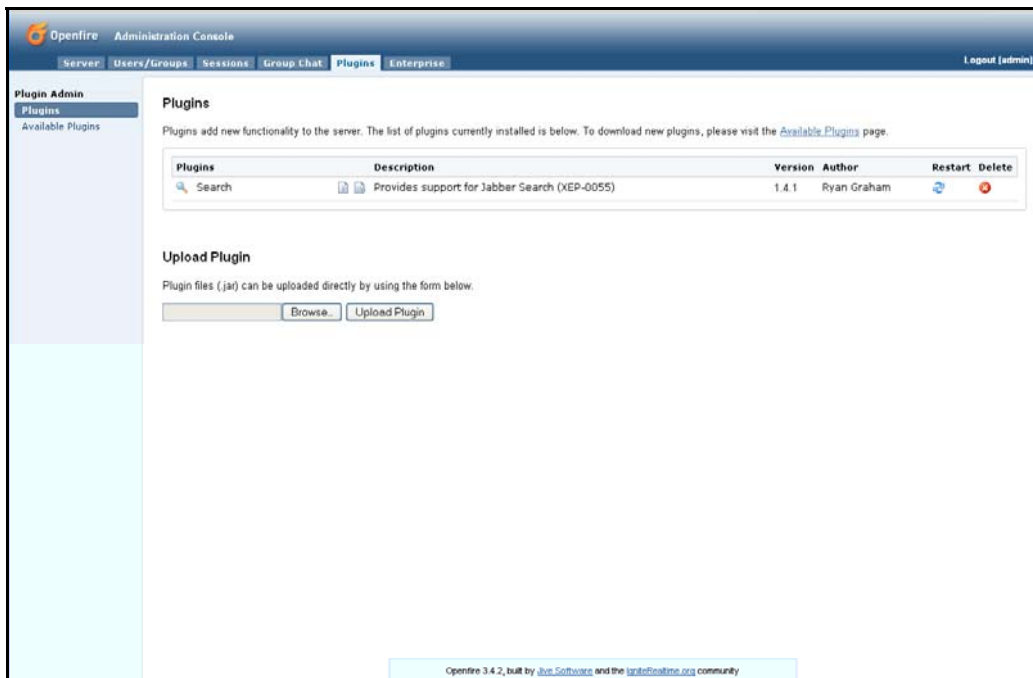 Openfire Administration Console
Server Users/Groups Sessions Group Chat Plugins Enterprise Logout [admin]
Plugin Admin
Plugins
Available Plugins
Plugins
Plugins add new functionality to the server. The list of plugins currently installed is below. To download new plugins, please visit the Available Plugins page.
Plugins Description Version Author Restart Delete
Search Provides support for Jabber Search (XEP-0055) 1.4.1 Ryan Graham
Upload Plugin
Plugin files (.jar) can be uploaded directly by using the form below.
Browse... Upload Plugin
Openfire 3.4.2, built by Jive Software and the IgniteRealtime.org community